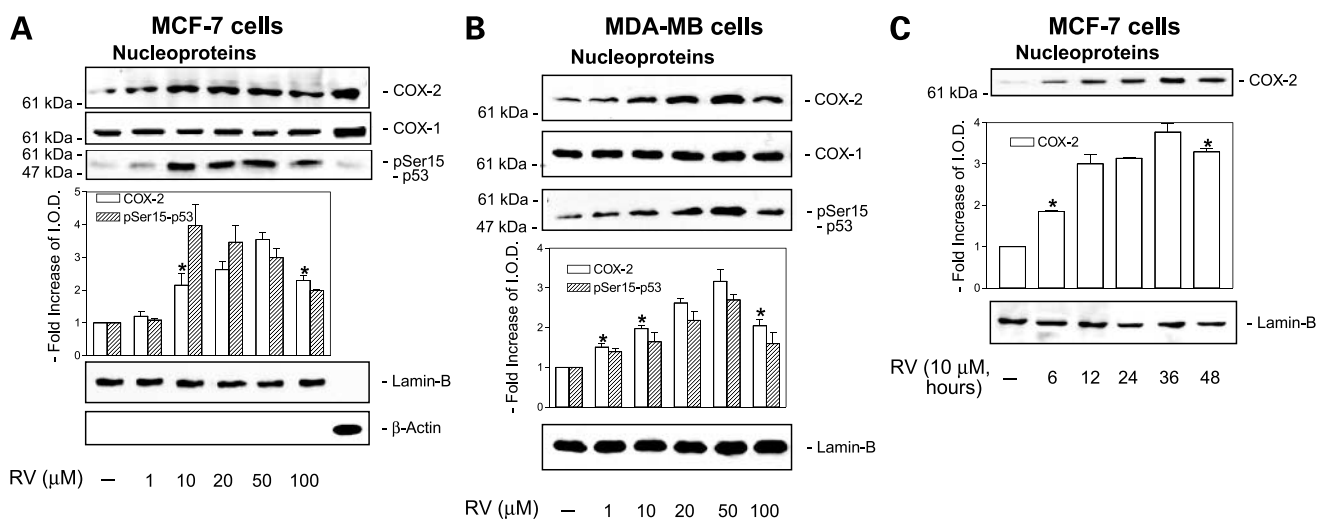 A
MCF-7 cells
Nucleoproteins
- COX-2
61 kDa -
- COX-1
61 kDa -
61 kDa -
47 kDa -
- pSer15
- p53
COX-2
pSer15-p53
- Fold Increase of I.O.D.
5
4
3
2
1
0
*
*
- Lamin-B
- β-Actin
RV (μM) — 1 10 20 50 100
B
MDA-MB cells
Nucleoproteins
- COX-2
61 kDa -
- COX-1
61 kDa -
61 kDa -
- pSer15
- p53
47 kDa -
COX-2
pSer15-p53
- Fold Increase of I.O.D.
4
3
2
1
0
*
*
*
- Lamin-B
RV (μM) — 1 10 20 50 100
C
MCF-7 cells
Nucleoproteins
- COX-2
61 kDa -
COX-2
- Fold Increase of I.O.D.
4
3
2
1
0
*
*
- Lamin-B
RV (10 μM,
hours)
— 6 12 24 36 48